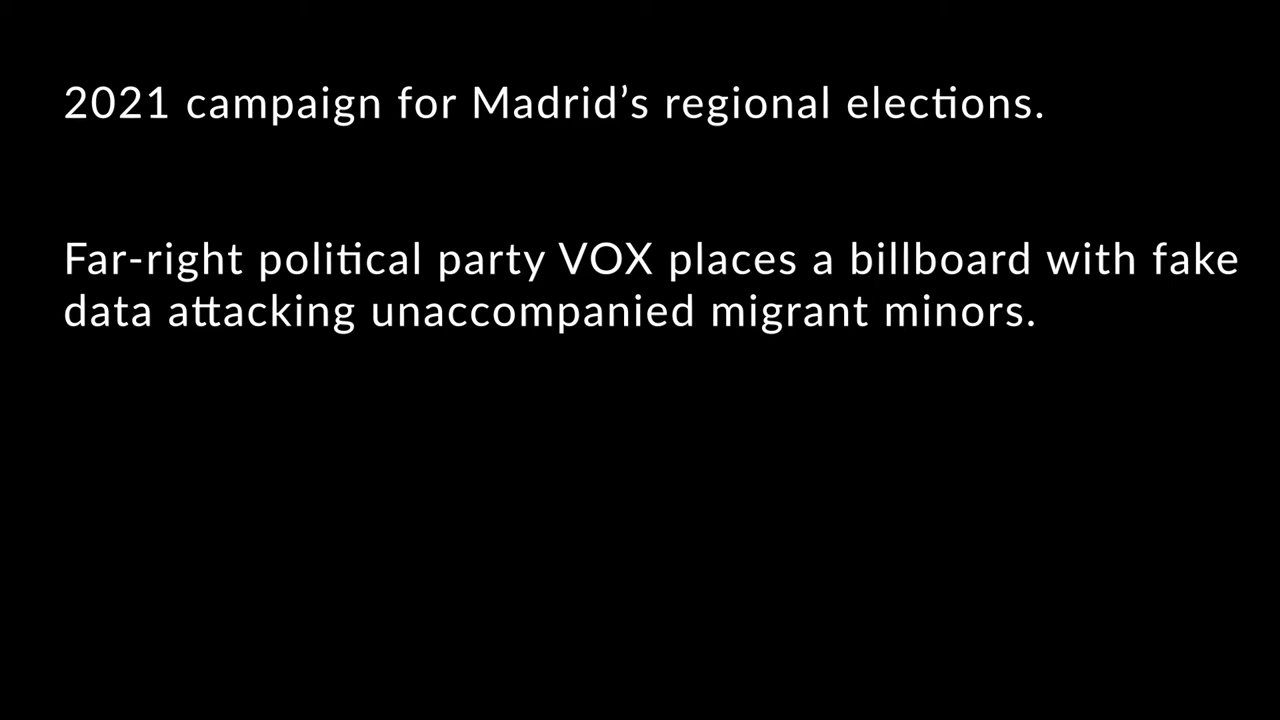 2021 campaign for Madrid’s regional elections.
Far-right political party VOX places a billboard with fake
data attacking unaccompanied migrant minors.